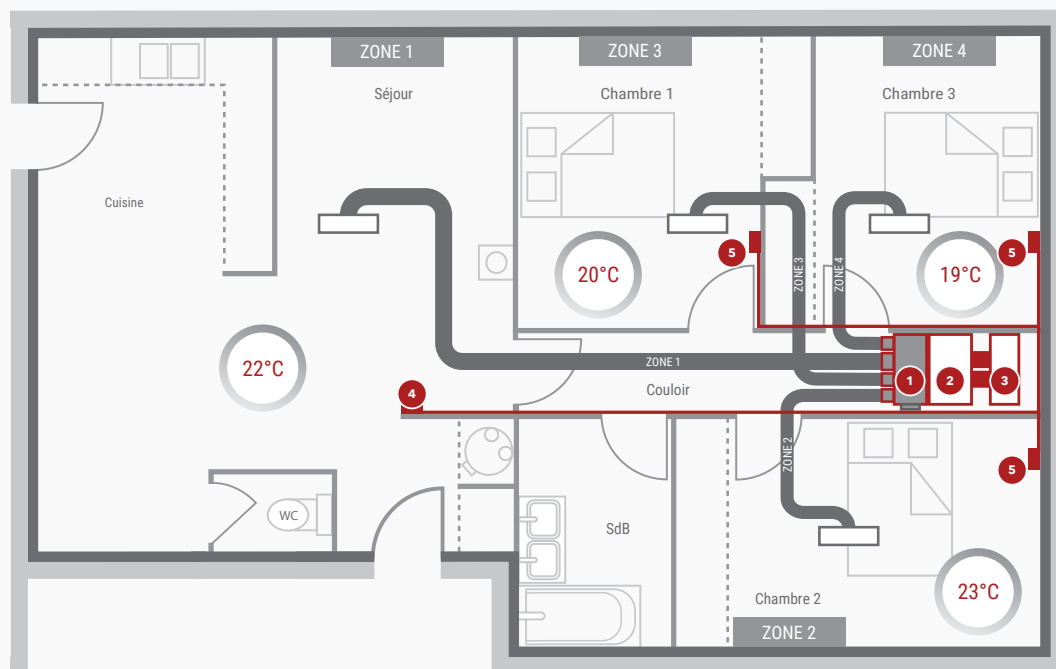 ZONE 1
ZONE 3
ZONE 4
Séjour
Chambre 1
Chambre 3
Cuisine
5
5
20°C
ZONE 3
ZONE 4
19°C
22°C
ZONE 1
Couloir
1
2
3
4
ZONE 2
5
WC
SdB
23°C
Chambre 2
ZONE 2